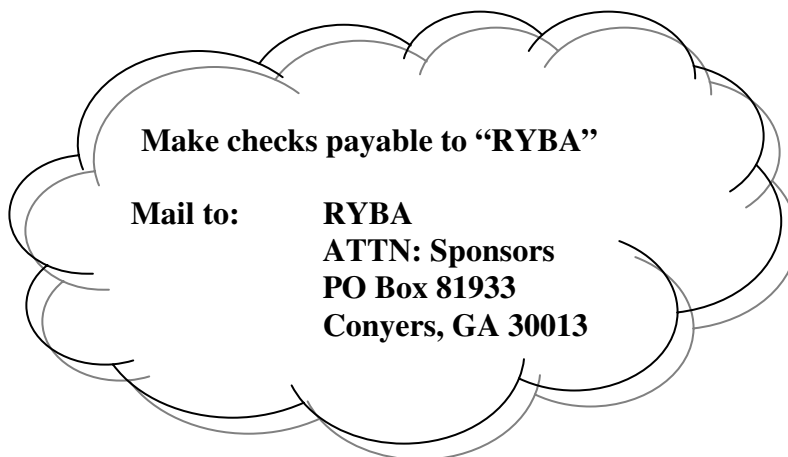 Make checks payable to “RYBA”
Mail to: RYBA
ATTN: Sponsors
PO Box 81933
Conyers, GA 30013